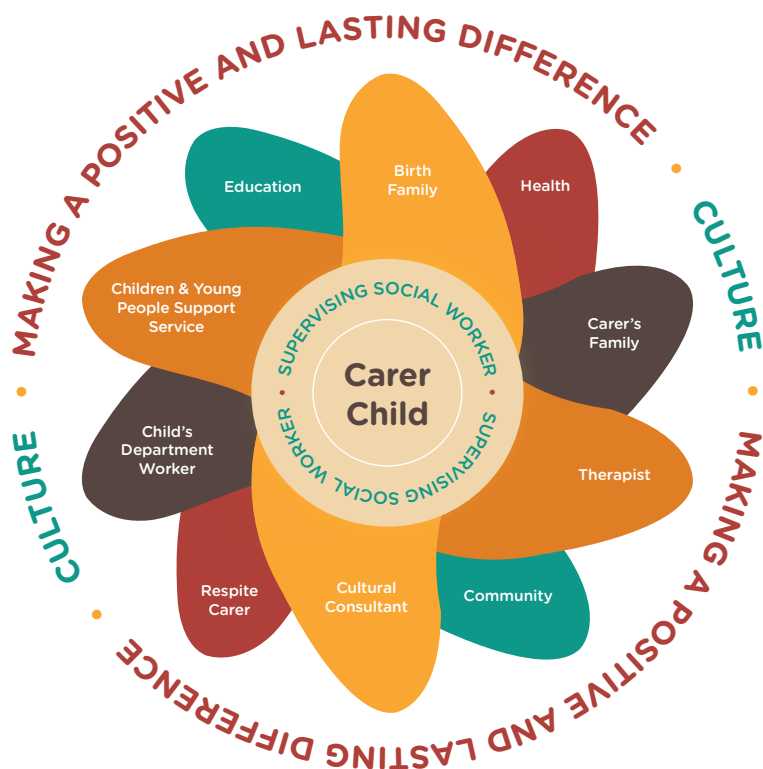 MAKING A POSITIVE AND LASTING DIFFERENCE
CULTURE
MAKING A POSITIVE AND LASTING DIFFERENCE
CULTURE
Birth
Family
Health
Carer's
Family
Therapist
Community
Cultural
Consultant
Respite
Carer
Child's
Department
Worker
Children & Young
People Support
Service
Education
SUPERVISING SOCIAL WORKER
SUPERVISING SOCIAL WORKER
Carer
Child